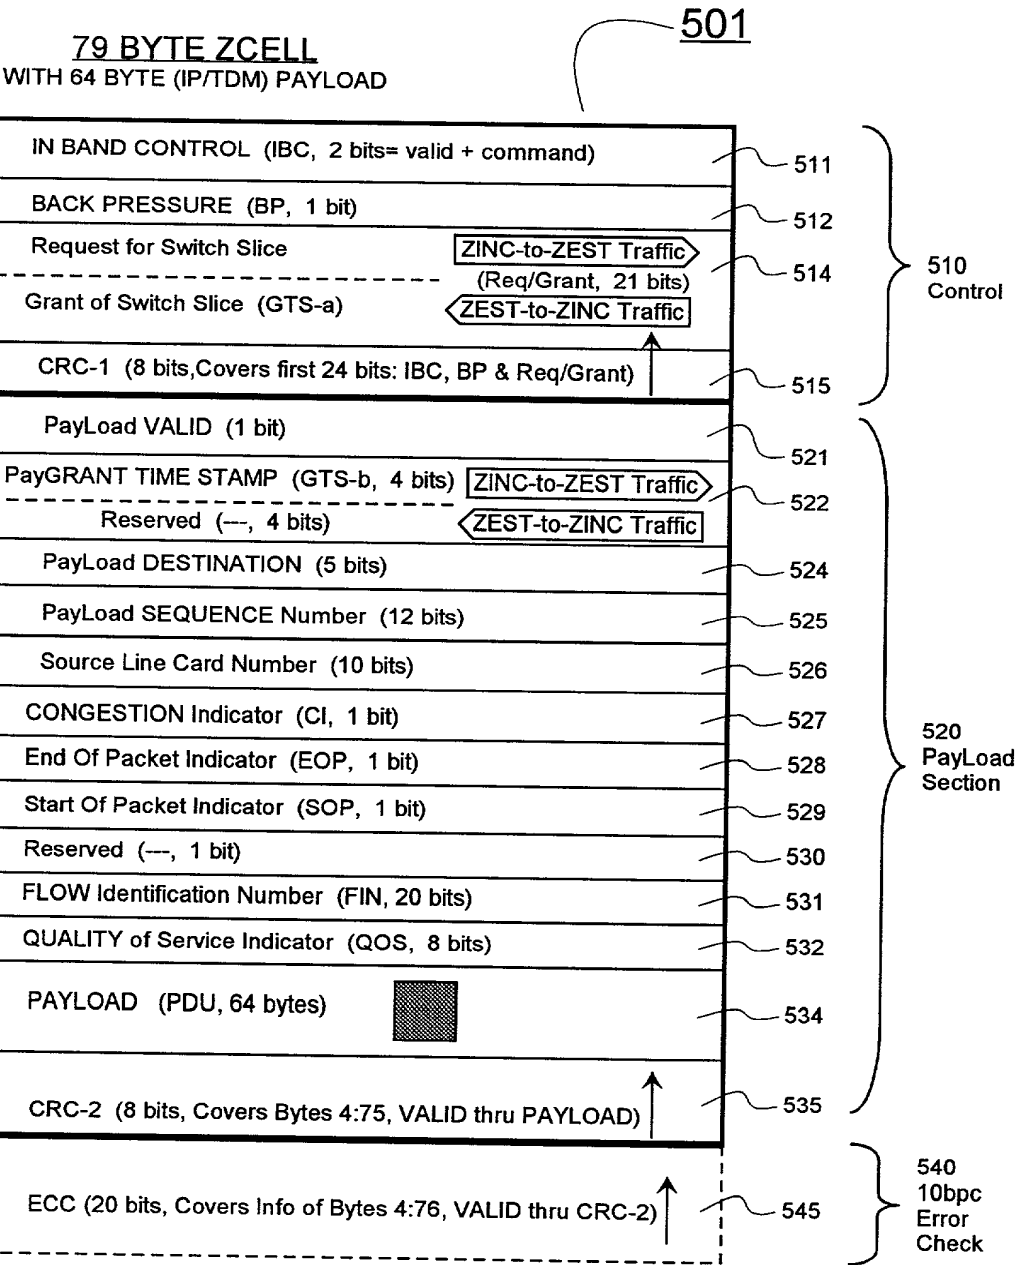 501
79 BYTE ZCELL
WITH 64 BYTE (IP/TDM) PAYLOAD
IN BAND CONTROL (IBC, 2 bits= valid + command)
511
BACK PRESSURE (BP, 1 bit)
512
Request for Switch Slice
ZINC-to-ZEST Traffic
(Req/Grant, 21 bits)
514
Grant of Switch Slice (GTS-a)
ZEST-to-ZINC Traffic
CRC-1 (8 bits,Covers first 24 bits: IBC, BP & Req/Grant)
515
510
Control
PayLoad VALID (1 bit)
521
PayGRANT TIME STAMP (GTS-b, 4 bits)
ZINC-to-ZEST Traffic
522
Reserved (---, 4 bits)
ZEST-to-ZINC Traffic
PayLoad DESTINATION (5 bits)
524
PayLoad SEQUENCE Number (12 bits)
525
Source Line Card Number (10 bits)
526
CONGESTION Indicator (CI, 1 bit)
527
End Of Packet Indicator (EOP, 1 bit)
528
Start Of Packet Indicator (SOP, 1 bit)
529
Reserved (---, 1 bit)
530
FLOW Identification Number (FIN, 20 bits)
531
QUALITY of Service Indicator (QOS, 8 bits)
532
PAYLOAD (PDU, 64 bytes)
534
CRC-2 (8 bits, Covers Bytes 4:75, VALID thru PAYLOAD)
535
520
PayLoad
Section
ECC (20 bits, Covers Info of Bytes 4:76, VALID thru CRC-2)
545
540
10bpc
Error
Check